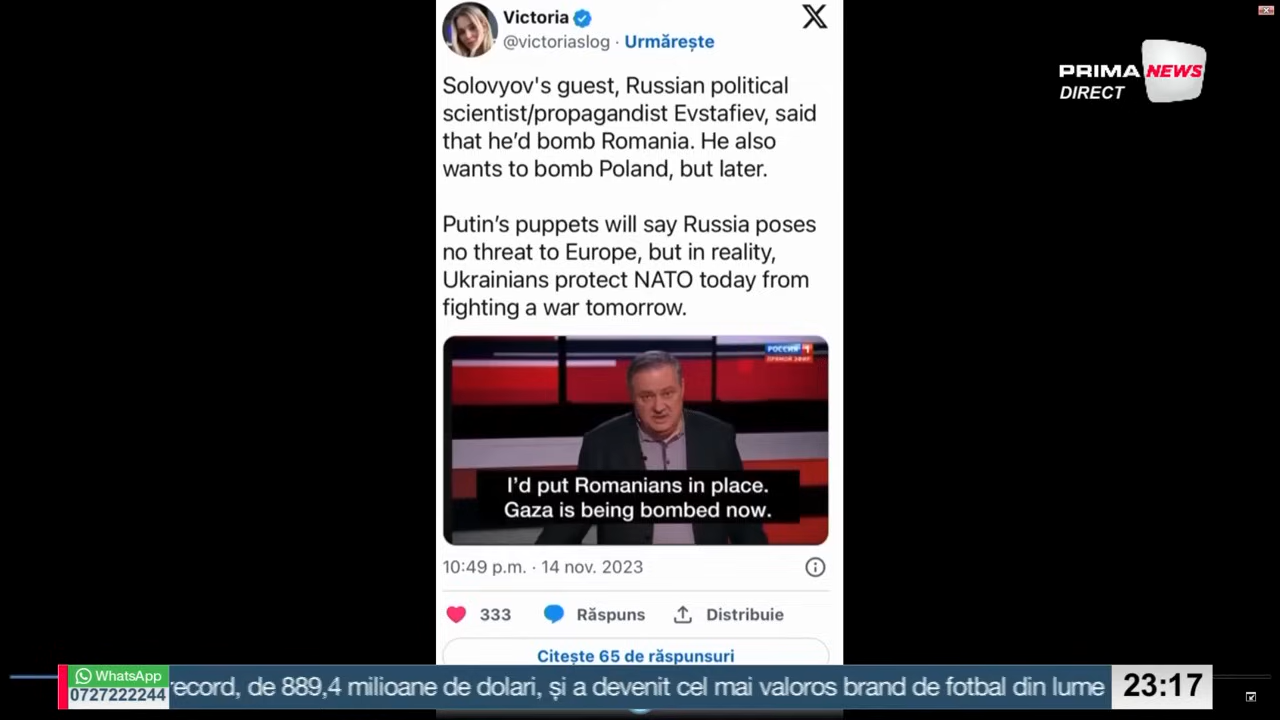 Victoria
@victoriaslog · Urmărește
PRIMA NEWS
DIRECT
Solovyov's guest, Russian political
scientist/propagandist Evstafiev, said
that he’d bomb Romania. He also
wants to bomb Poland, but later.
Putin’s puppets will say Russia poses
no threat to Europe, but in reality,
Ukrainians protect NATO today from
fighting a war tomorrow.
РОССИЯ 1
ПРЯМОЙ ЭФИР
I’d put Romanians in place.
Gaza is being bombed now.
10:49 p.m. · 14 nov. 2023
333 Răspuns Distribuie
Citește 65 de răspunsuri
WhatsApp
0727222244
record, de 889,4 milioane de dolari, și a devenit cel mai valoros brand de fotbal din lume
23:17